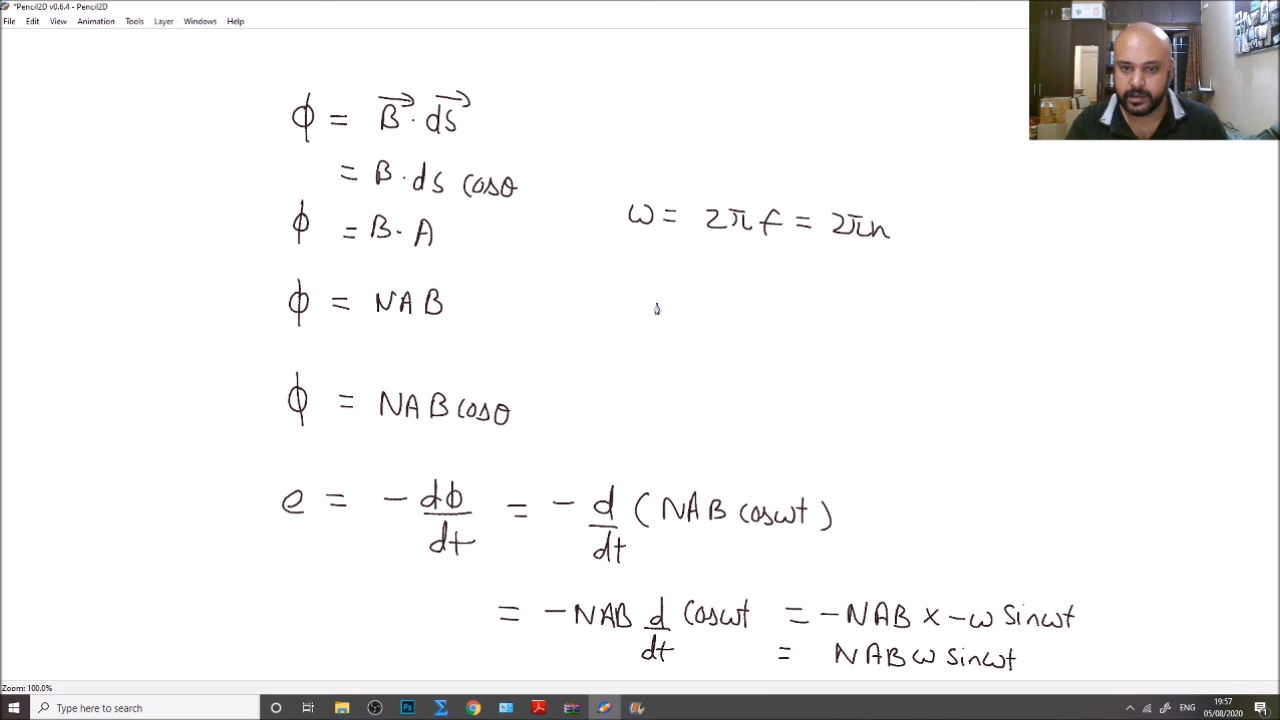 *Pencil2D v0.6.4 - Pencil2D
File Edit View Animation Tools Layer Windows Help
ϕ = B⃗ · ds⃗
= B · ds cosθ
ϕ = B · A
ω = 2πf = 2πn
ϕ = NAB
ϕ = NAB cosθ
e = - dϕ/dt = - d/dt (NAB cosωt)
= -NAB d/dt cosωt = -NAB x -ω sinωt
= NABω sinωt
Zoom: 100.0%
Type here to search
ENG
19:57
05/08/2020